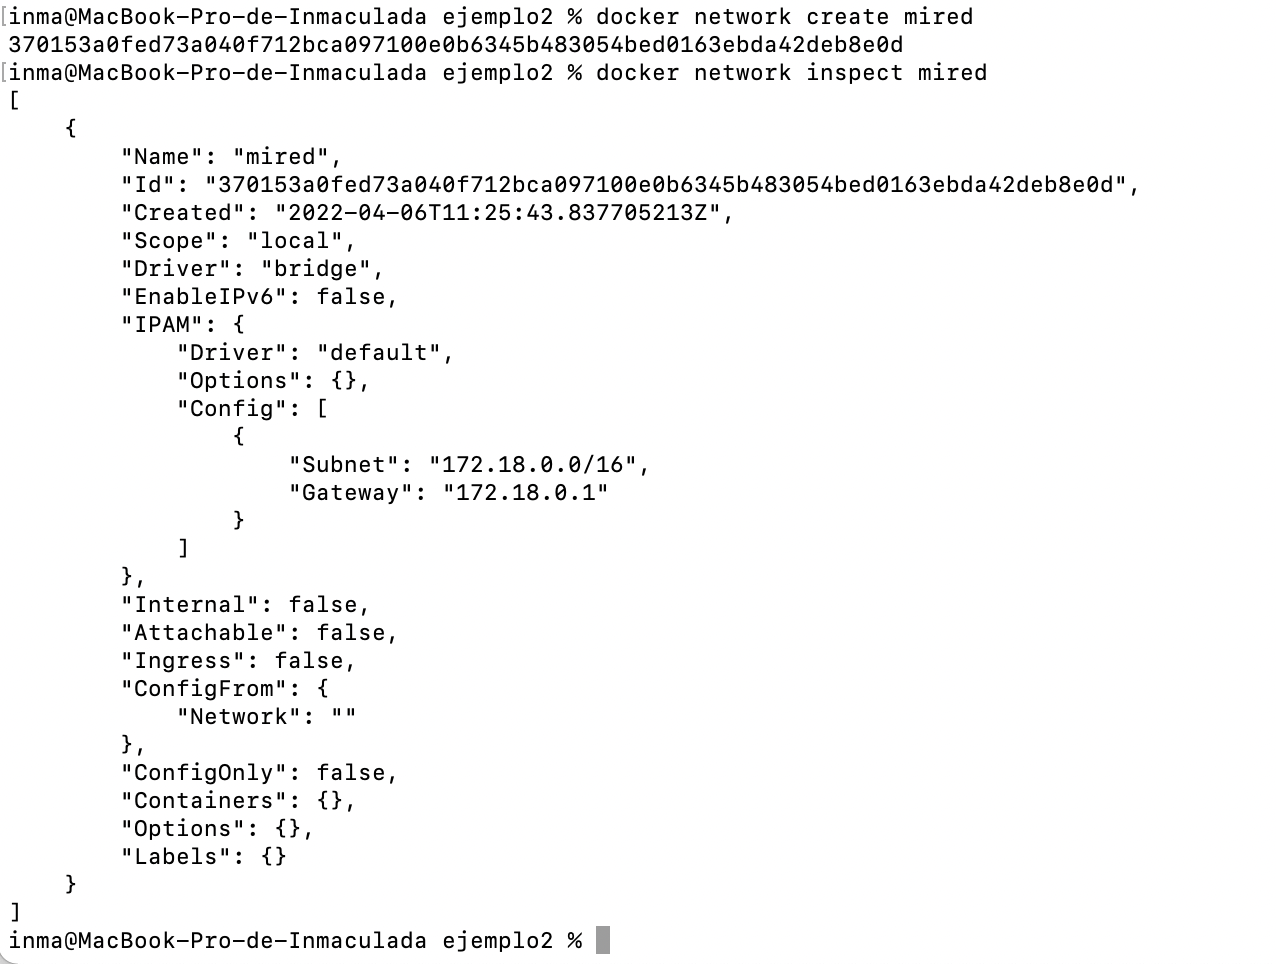 [inma@MacBook-Pro-de-Inmaculada ejemplo2 % docker network create mired
370153a0fed73a040f712bca097100e0b6345b483054bed0163ebda42deb8e0d
[inma@MacBook-Pro-de-Inmaculada ejemplo2 % docker network inspect mired
[
    {
        "Name": "mired",
        "Id": "370153a0fed73a040f712bca097100e0b6345b483054bed0163ebda42deb8e0d",
        "Created": "2022-04-06T11:25:43.837705213Z",
        "Scope": "local",
        "Driver": "bridge",
        "EnableIPv6": false,
        "IPAM": {
            "Driver": "default",
            "Options": {},
            "Config": [
                {
                    "Subnet": "172.18.0.0/16",
                    "Gateway": "172.18.0.1"
                }
            ]
        },
        "Internal": false,
        "Attachable": false,
        "Ingress": false,
        "ConfigFrom": {
            "Network": ""
        },
        "ConfigOnly": false,
        "Containers": {},
        "Options": {},
        "Labels": {}
    }
]
inma@MacBook-Pro-de-Inmaculada ejemplo2 %